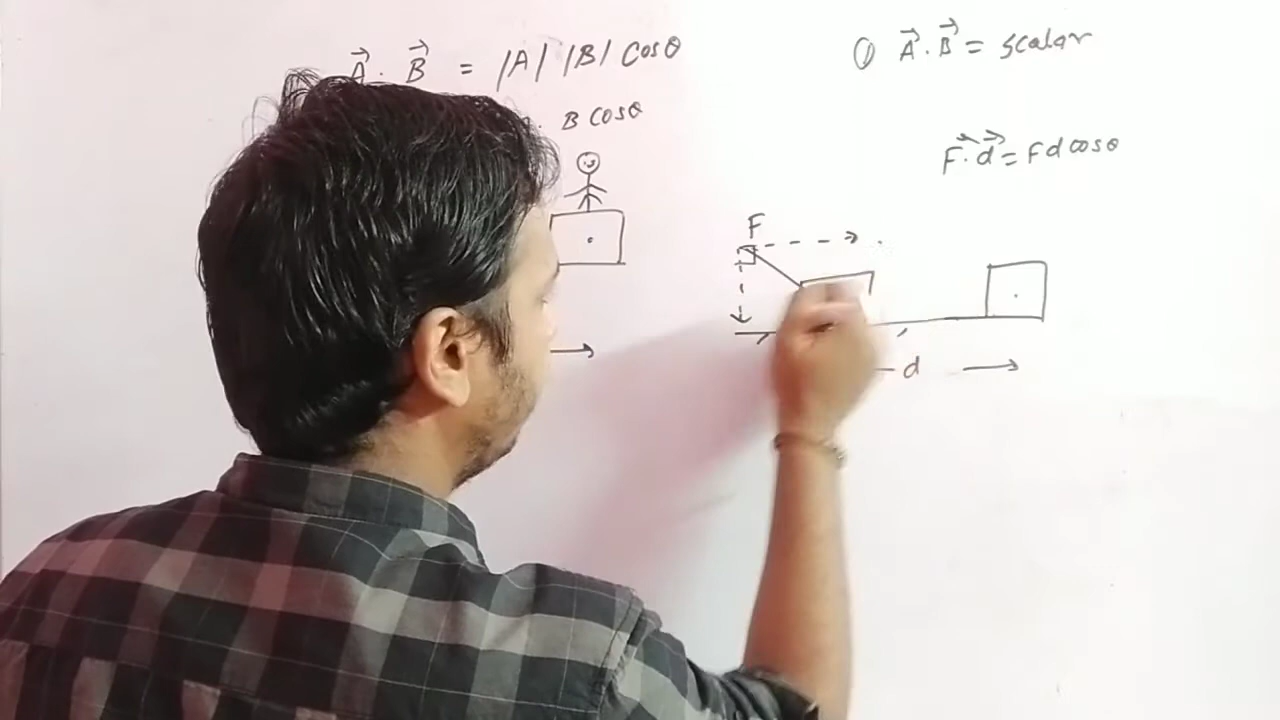 A⃗ . B⃗ = |A| |B| Cosθ
B Cosθ
① A⃗ . B⃗ = scalar
F⃗ . d⃗ = Fd cosθ
F
d